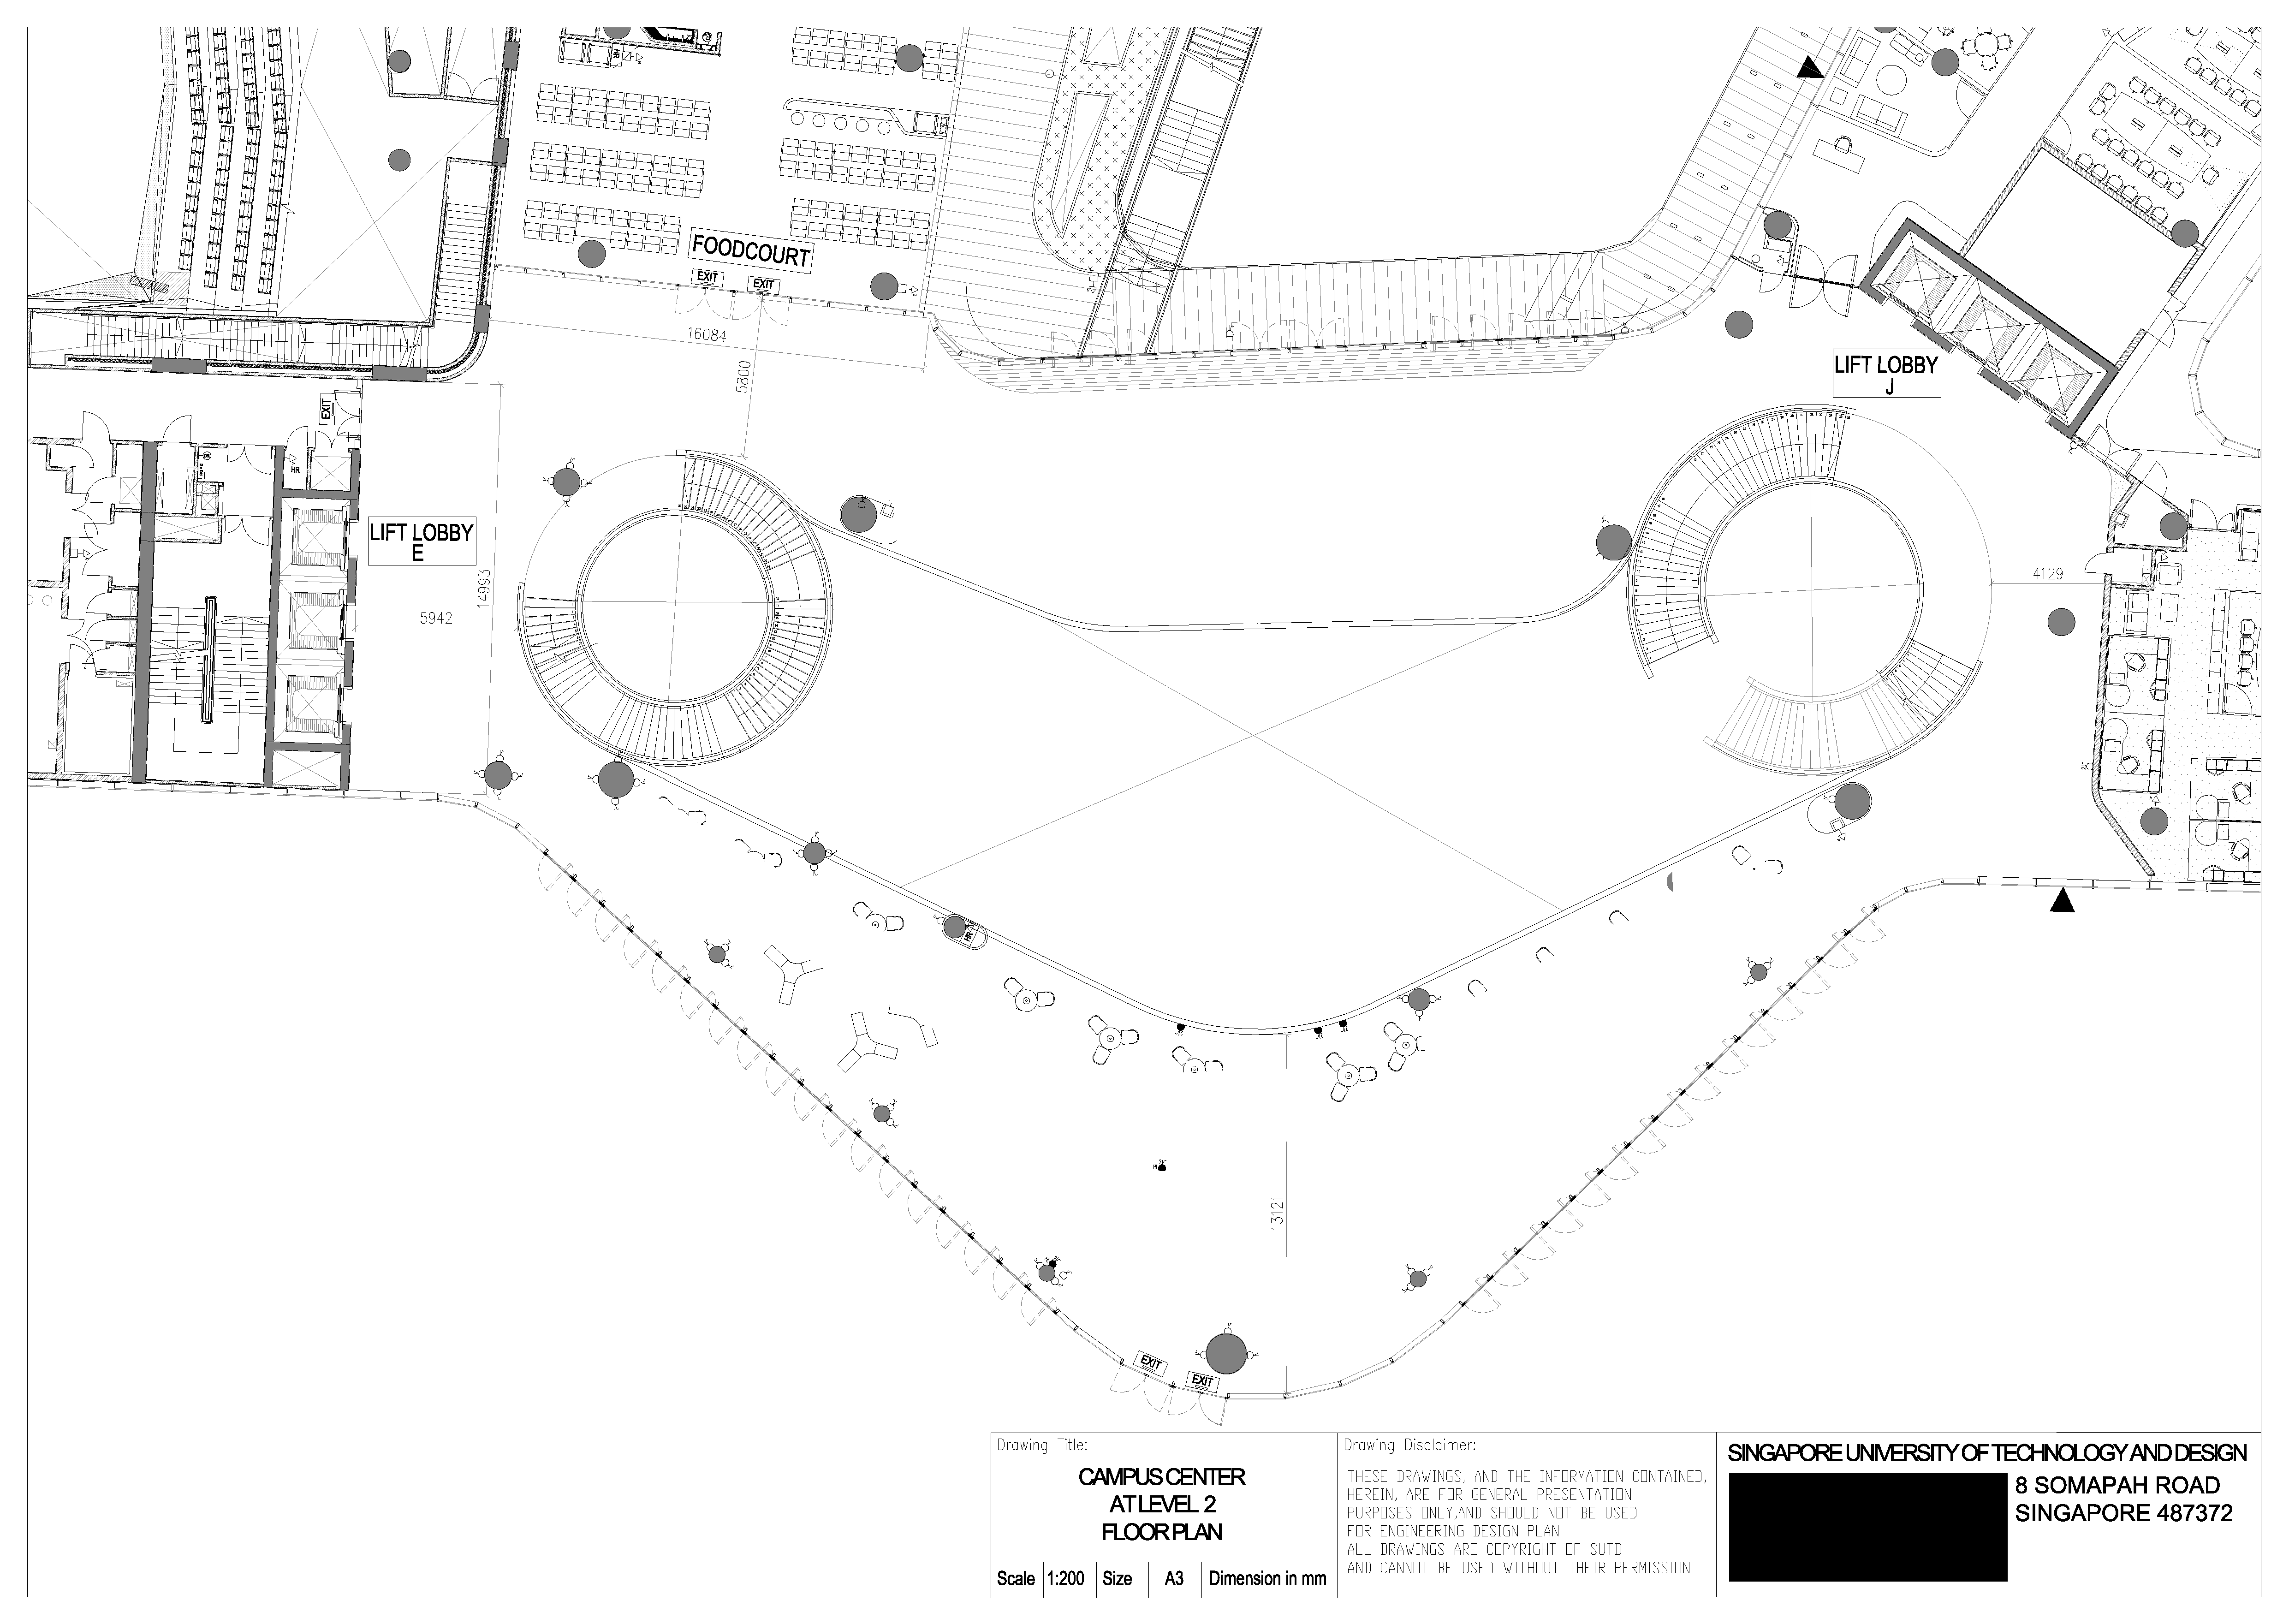 HR
FOODCOURT
EXIT
EXIT
16084
5800
LIFT LOBBY
J
EXIT
HR
LIFT LOBBY
E
14993
5942
4129
HR
13121
EXIT
EXIT
Drawing Title:
CAMPUS CENTER
AT LEVEL 2
FLOOR PLAN
Scale
1:200
Size
A3
Dimension in mm
Drawing Disclaimer:
THESE DRAWINGS, AND THE INFORMATION CONTAINED,
HEREIN, ARE FOR GENERAL PRESENTATION
PURPOSES ONLY,AND SHOULD NOT BE USED
FOR ENGINEERING DESIGN PLAN.
ALL DRAWINGS ARE COPYRIGHT OF SUTD
AND CANNOT BE USED WITHOUT THEIR PERMISSION.
SINGAPORE UNIVERSITY OF TECHNOLOGY AND DESIGN
8 SOMAPAH ROAD
SINGAPORE 487372